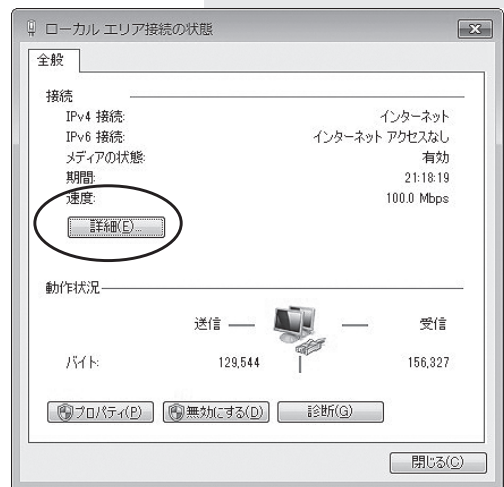 ローカル エリア接続の状態
全般
接続
IPv4 接続: インターネット
IPv6 接続: インターネット アクセスなし
メディアの状態: 有効
期間: 21:18:19
速度: 100.0 Mbps
詳細(E)...
動作状況
送信 受信
バイト: 129,544 156,327
プロパティ(P) 無効にする(D) 診断(G)
閉じる(C)